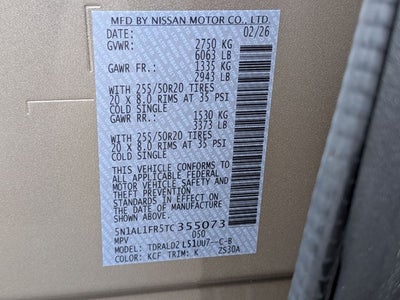 MFD BY NISSAN MOTOR CO., LTD.
DATE: 02/26
GVWR: 2750 KG
6063 LB
GAWR FR.: 1335 KG
2943 LB
WITH 255/50R20 TIRES
20 x 8.0 RIMS AT 35 PSI
COLD SINGLE
GAWR RR.: 1530 KG
3373 LB
WITH 255/50R20 TIRES
20 x 8.0 RIMS AT 35 PSI
COLD SINGLE
THIS VEHICLE CONFORMS
TO ALL APPLICABLE FEDERAL
MOTOR VEHICLE SAFETY AND
THEFT PREVENTION
STANDARDS IN EFFECT ON
THE DATE OF MANUFACTURE
SHOWN ABOVE.
5N1AL1FR5TC355073
MPV 050
MODEL: TDRALD2 L51UU7--C-B
COLOR: KCF TRIM: K 2S30A